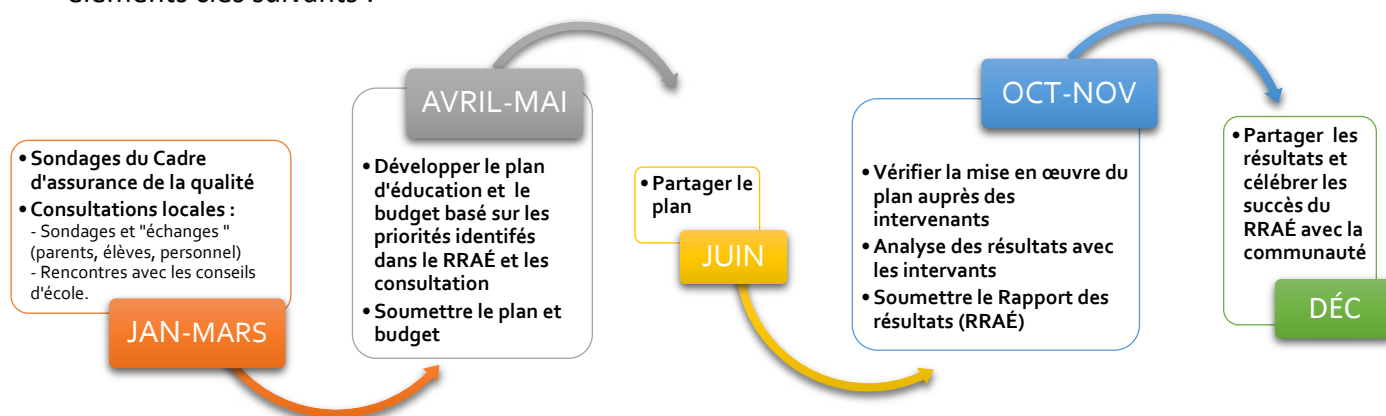 éléments clés suivants :
• Sondages du Cadre
d'assurance de la qualité
• Consultations locales :
- Sondages et "échanges "
(parents, élèves, personnel)
- Rencontres avec les conseils
d'école.
JAN-MARS
AVRIL-MAI
• Développer le plan
d'éducation et le
budget basé sur les
priorités identifés
dans le RRAÉ et les
consultation
• Soumettre le plan et
budget
• Partager le
plan
JUIN
OCT-NOV
• Vérifier la mise en œuvre du
plan auprès des
intervenants
• Analyse des résultats avec
les intervants
• Soumettre le Rapport des
résultats (RRAÉ)
• Partager les
résultats et
célébrer les
succès du
RRAÉ avec la
communauté
DÉC